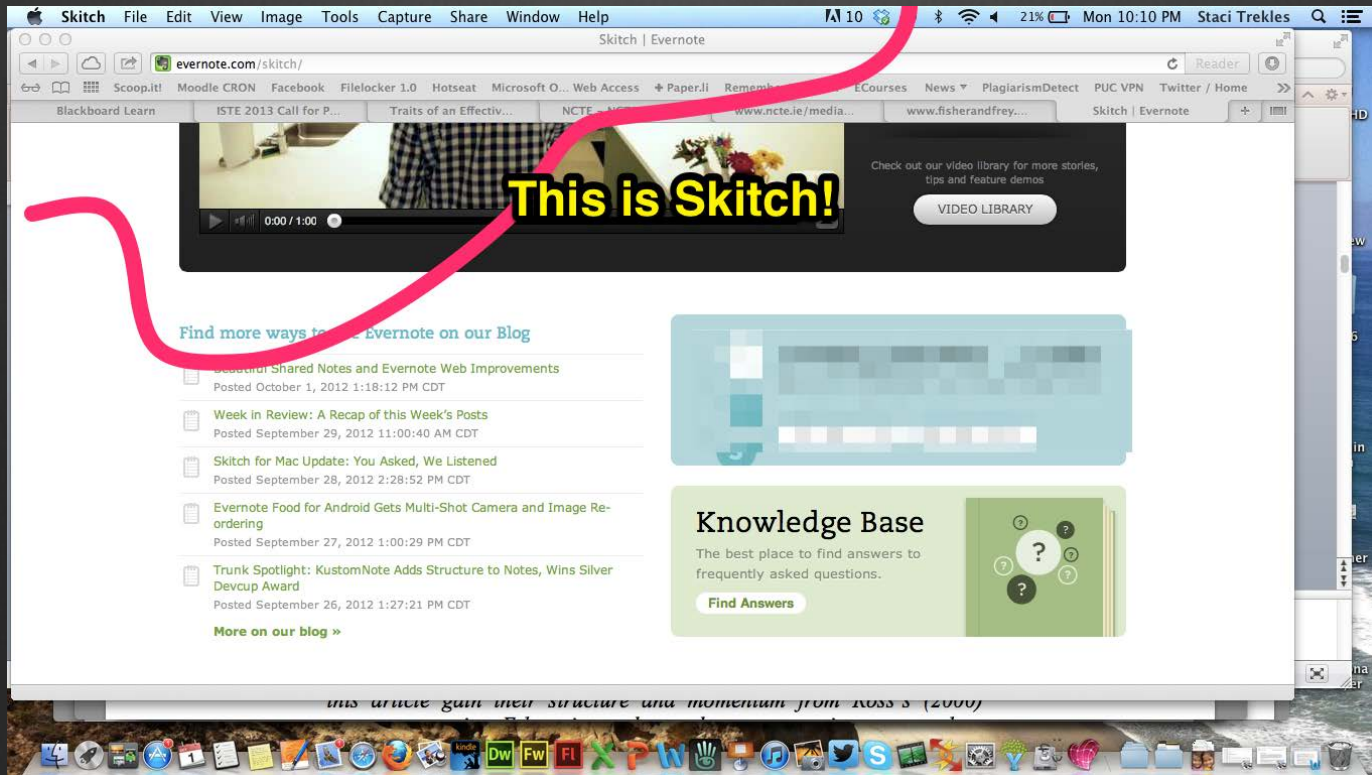 Skitch File Edit View Image Tools Capture Share Window Help 10 21% Mon 10:10 PM Staci Trekles
Skitch | Evernote
evernote.com/skitch/ Reader
Scoop.it! Moodle CRON Facebook Filelocker 1.0 Hotseat Microsoft O... Web Access + Paper.li ECourses News PlagiarismDetect PUC VPN Twitter / Home >>
Blackboard Learn ISTE 2013 Call for P... Traits of an Effectiv... NCTE www.ncte.ie/media... www.fisherandfrey.... Skitch | Evernote +
HD
Check out our video library for more stories,
tips and feature demos
VIDEO LIBRARY
This is Skitch!
0:00 / 1:00
Find more ways Evernote on our Blog
Beautiful Shared Notes and Evernote Web Improvements
Posted October 1, 2012 1:18:12 PM CDT
Week in Review: A Recap of this Week's Posts
Posted September 29, 2012 11:00:40 AM CDT
Skitch for Mac Update: You Asked, We Listened
Posted September 28, 2012 2:28:52 PM CDT
Evernote Food for Android Gets Multi-Shot Camera and Image Re-
ordering
Posted September 27, 2012 1:00:29 PM CDT
Trunk Spotlight: KustomNote Adds Structure to Notes, Wins Silver
Devcup Award
Posted September 26, 2012 1:27:21 PM CDT
More on our blog »
Knowledge Base
The best place to find answers to
frequently asked questions.
Find Answers
this article gain their structure and momentum from Ross's (2000)
kindle Dw Fw Fl